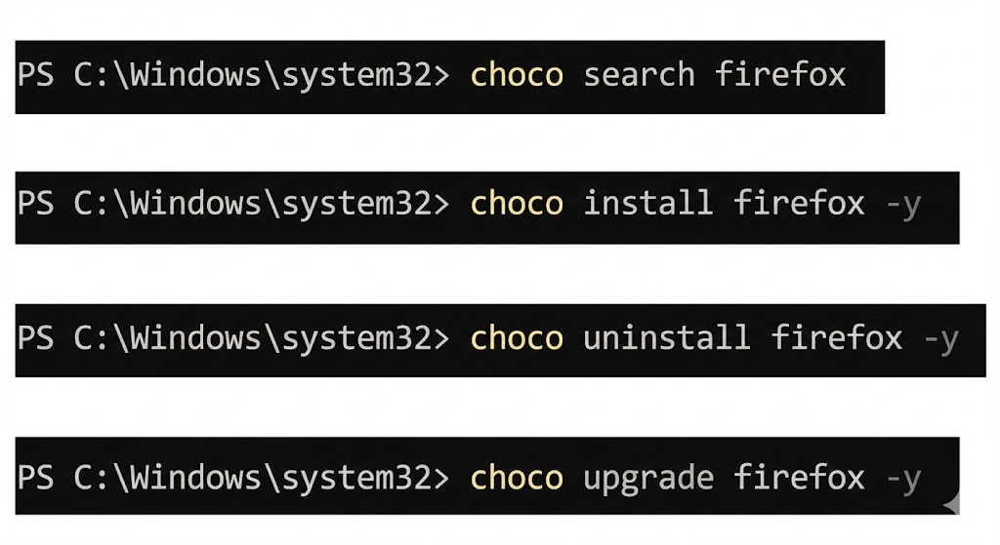 PS C:\Windows\system32> choco search firefox
PS C:\Windows\system32> choco install firefox -y
PS C:\Windows\system32> choco uninstall firefox -y
PS C:\Windows\system32> choco upgrade firefox -y